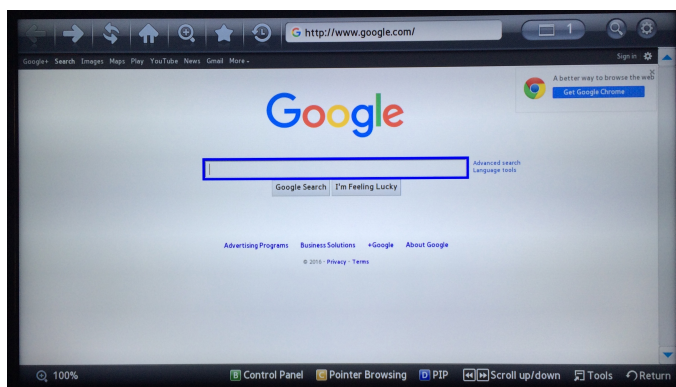 G http://www.google.com/
1
Google+ Search Images Maps Play YouTube News Gmail More
Sign in
A better way to browse the web
Get Google Chrome
Google
Advanced search
Language tools
Google Search I'm Feeling Lucky
Advertising Programs Business Solutions +Google About Google
© 2016 - Privacy - Terms
100% B Control Panel C Pointer Browsing D PIP Scroll up/down Tools Return